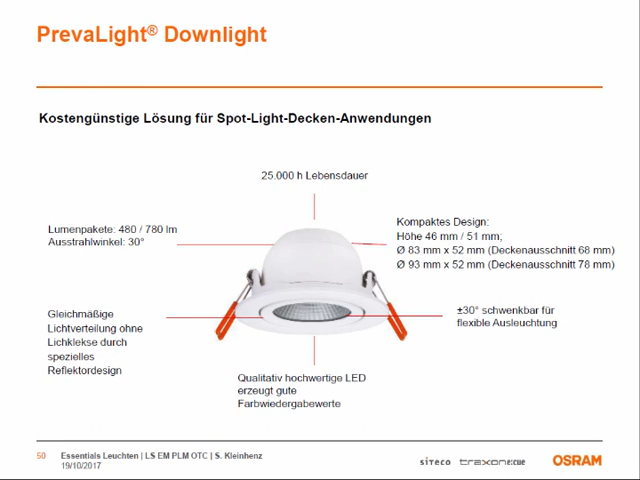 PrevaLight® Downlight
Kostengünstige Lösung für Spot-Light-Decken-Anwendungen
25.000 h Lebensdauer
Lumenpakete: 480 / 780 lm
Ausstrahlwinkel: 30°
Kompaktes Design:
Höhe 46 mm / 51 mm;
Ø 83 mm x 52 mm (Deckenausschnitt 68 mm)
Ø 93 mm x 52 mm (Deckenausschnitt 78 mm)
Gleichmäßige
Lichtverteilung ohne
Lichklekse durch
spezielles
Reflektordesign
±30° schwenkbar für
flexible Ausleuchtung
Qualitativ hochwertige LED
erzeugt gute
Farbwiedergabewerte
50 Essentials Leuchten | LS EM PLM OTC | S. Kleinhenz
19/10/2017
siteco traxon e:cue OSRAM